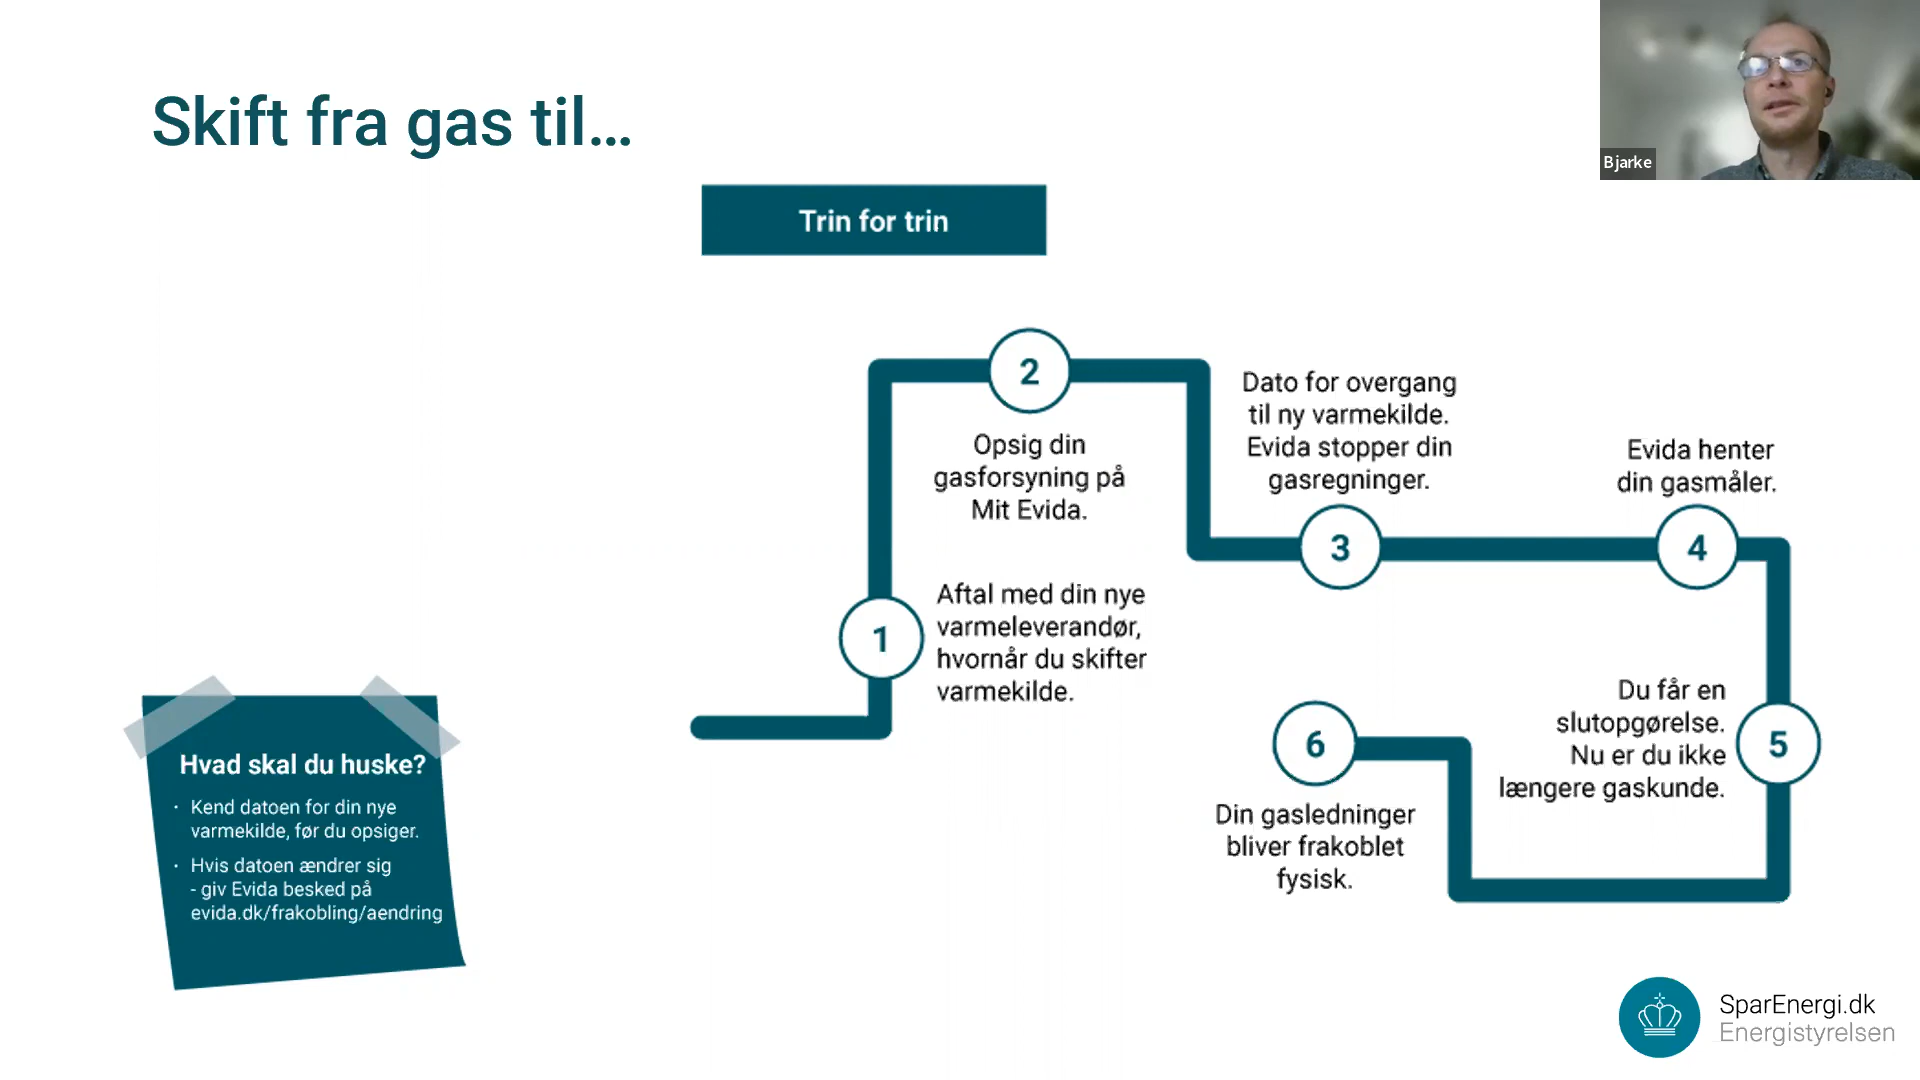 Skift fra gas til...
Bjarke
Trin for trin
1
Aftal med din nye
varmeleverandør,
hvornår du skifter
varmekilde.
2
Opsig din
gasforsyning på
Mit Evida.
Dato for overgang
til ny varmekilde.
Evida stopper din
gasregninger.
3
Evida henter
din gasmåler.
4
Du får en
slutopgørelse.
Nu er du ikke
længere gaskunde.
5
6
Din gasledninger
bliver frakoblet
fysisk.
Hvad skal du huske?
· Kend datoen for din nye
varmekilde, før du opsiger.
· Hvis datoen ændrer sig
- giv Evida besked på
evida.dk/frakobling/aendring
SparEnergi.dk
Energistyrelsen